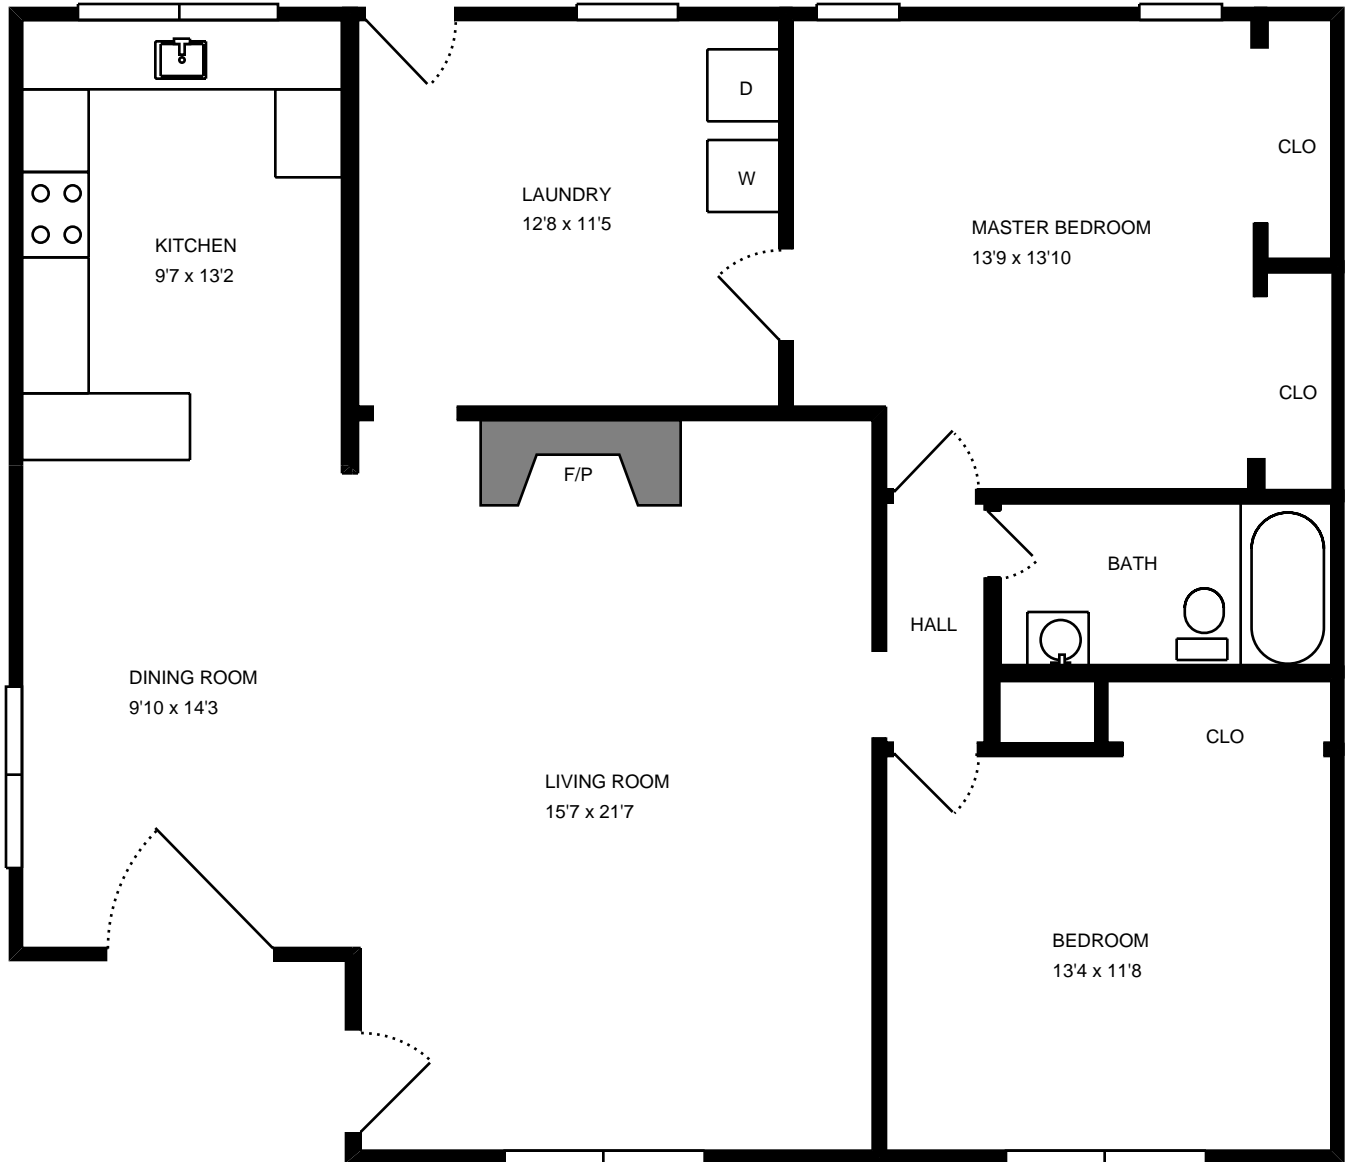 D
CLO
W
LAUNDRY
12'8 x 11'5
MASTER BEDROOM
13'9 x 13'10
KITCHEN
9'7 x 13'2
CLO
F/P
BATH
HALL
DINING ROOM
9'10 x 14'3
CLO
LIVING ROOM
15'7 x 21'7
BEDROOM
13'4 x 11'8